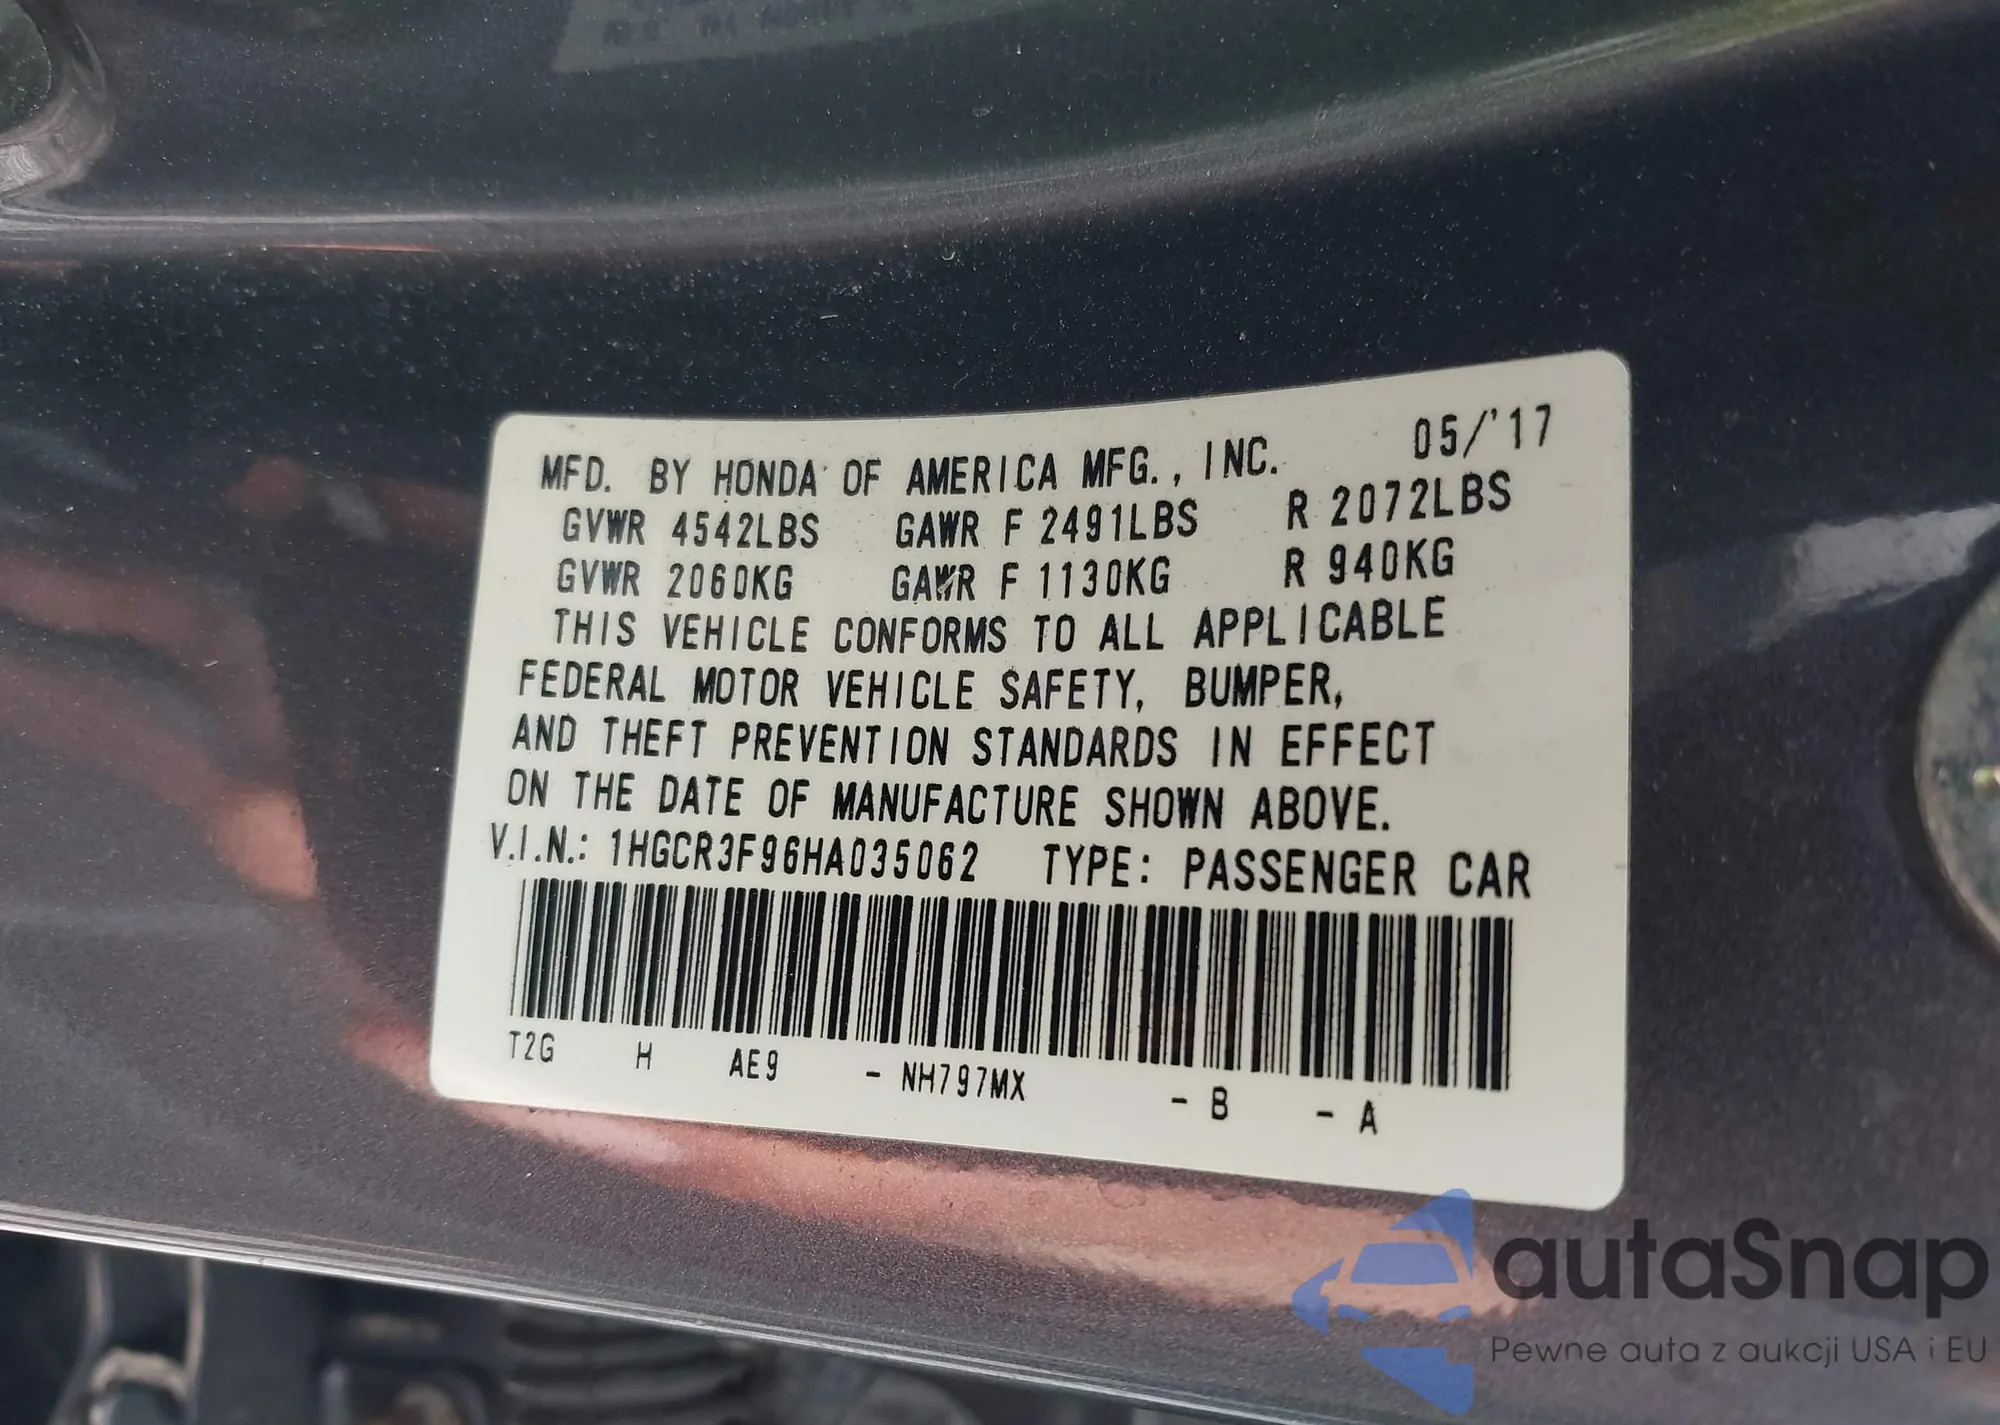 MFD. BY HONDA OF AMERICA MFG., INC. 05/'17
GVWR 4542LBS GAWR F 2491LBS R 2072LBS
GVWR 2060KG GAWR F 1130KG R 940KG
THIS VEHICLE CONFORMS TO ALL APPLICABLE
FEDERAL MOTOR VEHICLE SAFETY, BUMPER,
AND THEFT PREVENTION STANDARDS IN EFFECT
ON THE DATE OF MANUFACTURE SHOWN ABOVE.
V.I.N.: 1HGCR3F96HA035062 TYPE: PASSENGER CAR
T2G H AE9 - NH797MX - B - A
autaSnap
Pewne auta z aukcji USA i EU